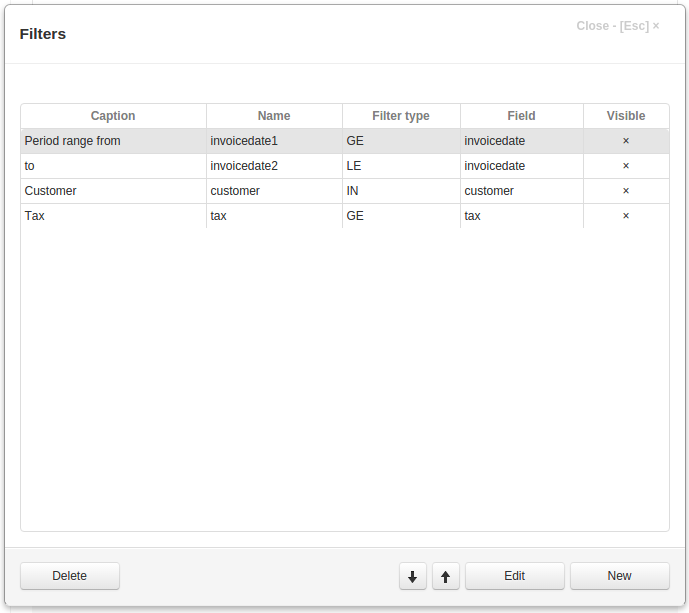 Filters
Close - [Esc] ×
Caption Name Filter type Field Visible
Period range from invoicedate1 GE invoicedate ×
to invoicedate2 LE invoicedate ×
Customer customer IN customer ×
Tax tax GE tax ×
Delete Edit New